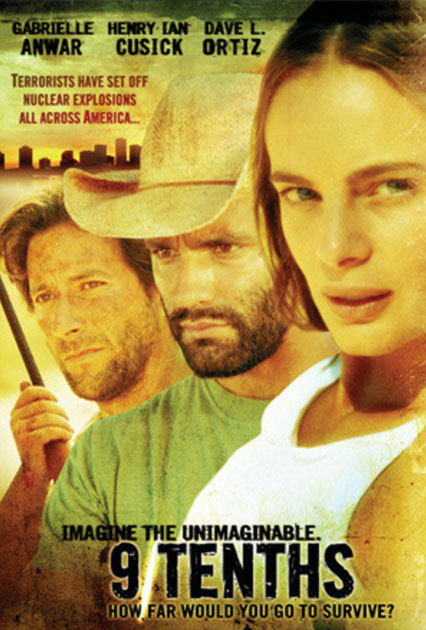 GABRIELLE HENRY IAN DAVE L.
ANWAR CUSICK ORTIZ
TERRORISTS HAVE SET OFF
NUCLEAR EXPLOSIONS
ALL ACROSS AMERICA...
IMAGINE THE UNIMAGINABLE.
9/TENTHS
HOW FAR WOULD YOU GO TO SURVIVE?